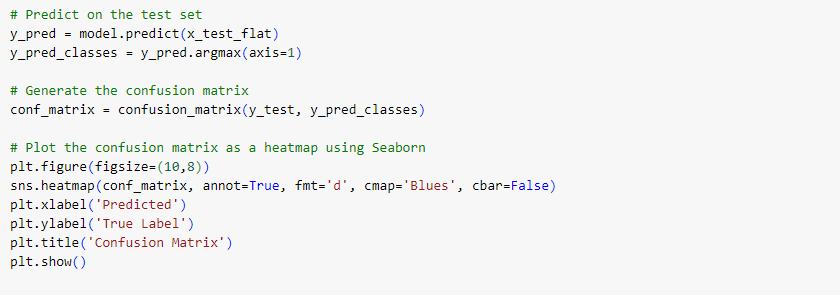 # Predict on the test set
y_pred = model.predict(x_test_flat)
y_pred_classes = y_pred.argmax(axis=1)
# Generate the confusion matrix
conf_matrix = confusion_matrix(y_test, y_pred_classes)
# Plot the confusion matrix as a heatmap using Seaborn
plt.figure(figsize=(10,8))
sns.heatmap(conf_matrix, annot=True, fmt='d', cmap='Blues', cbar=False)
plt.xlabel('Predicted')
plt.ylabel('True Label')
plt.title('Confusion Matrix')
plt.show()